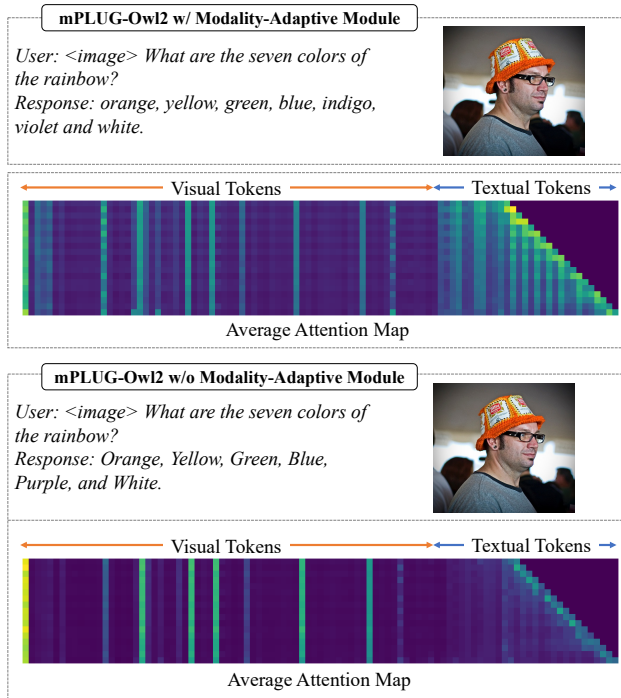 mPLUG-Owl2 w/ Modality-Adaptive Module
User: <image> What are the seven colors of
the rainbow?
Response: orange, yellow, green, blue, indigo,
violet and white.
Visual Tokens
Textual Tokens
Average Attention Map
mPLUG-Owl2 w/o Modality-Adaptive Module
User: <image> What are the seven colors of
the rainbow?
Response: Orange, Yellow, Green, Blue,
Purple, and White.
Visual Tokens
Textual Tokens
Average Attention Map